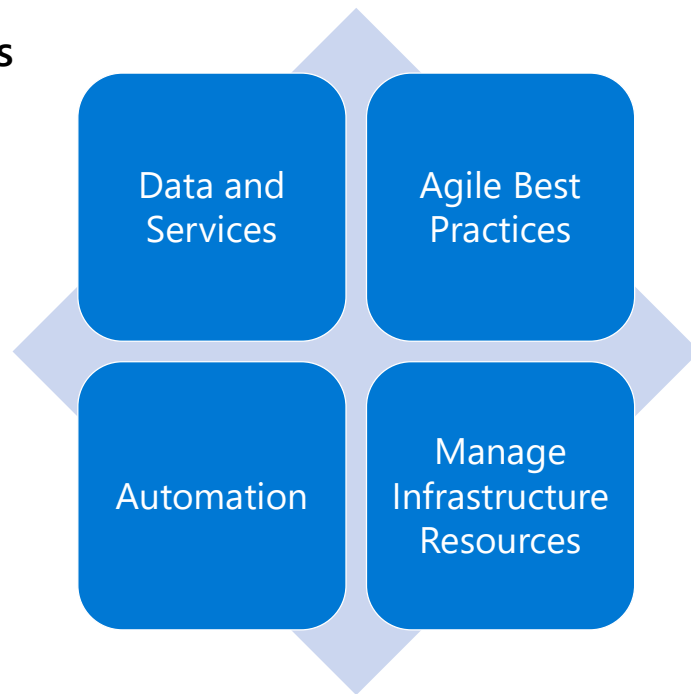 s
Data and
Services
Agile Best
Practices
Automation
Manage
Infrastructure
Resources